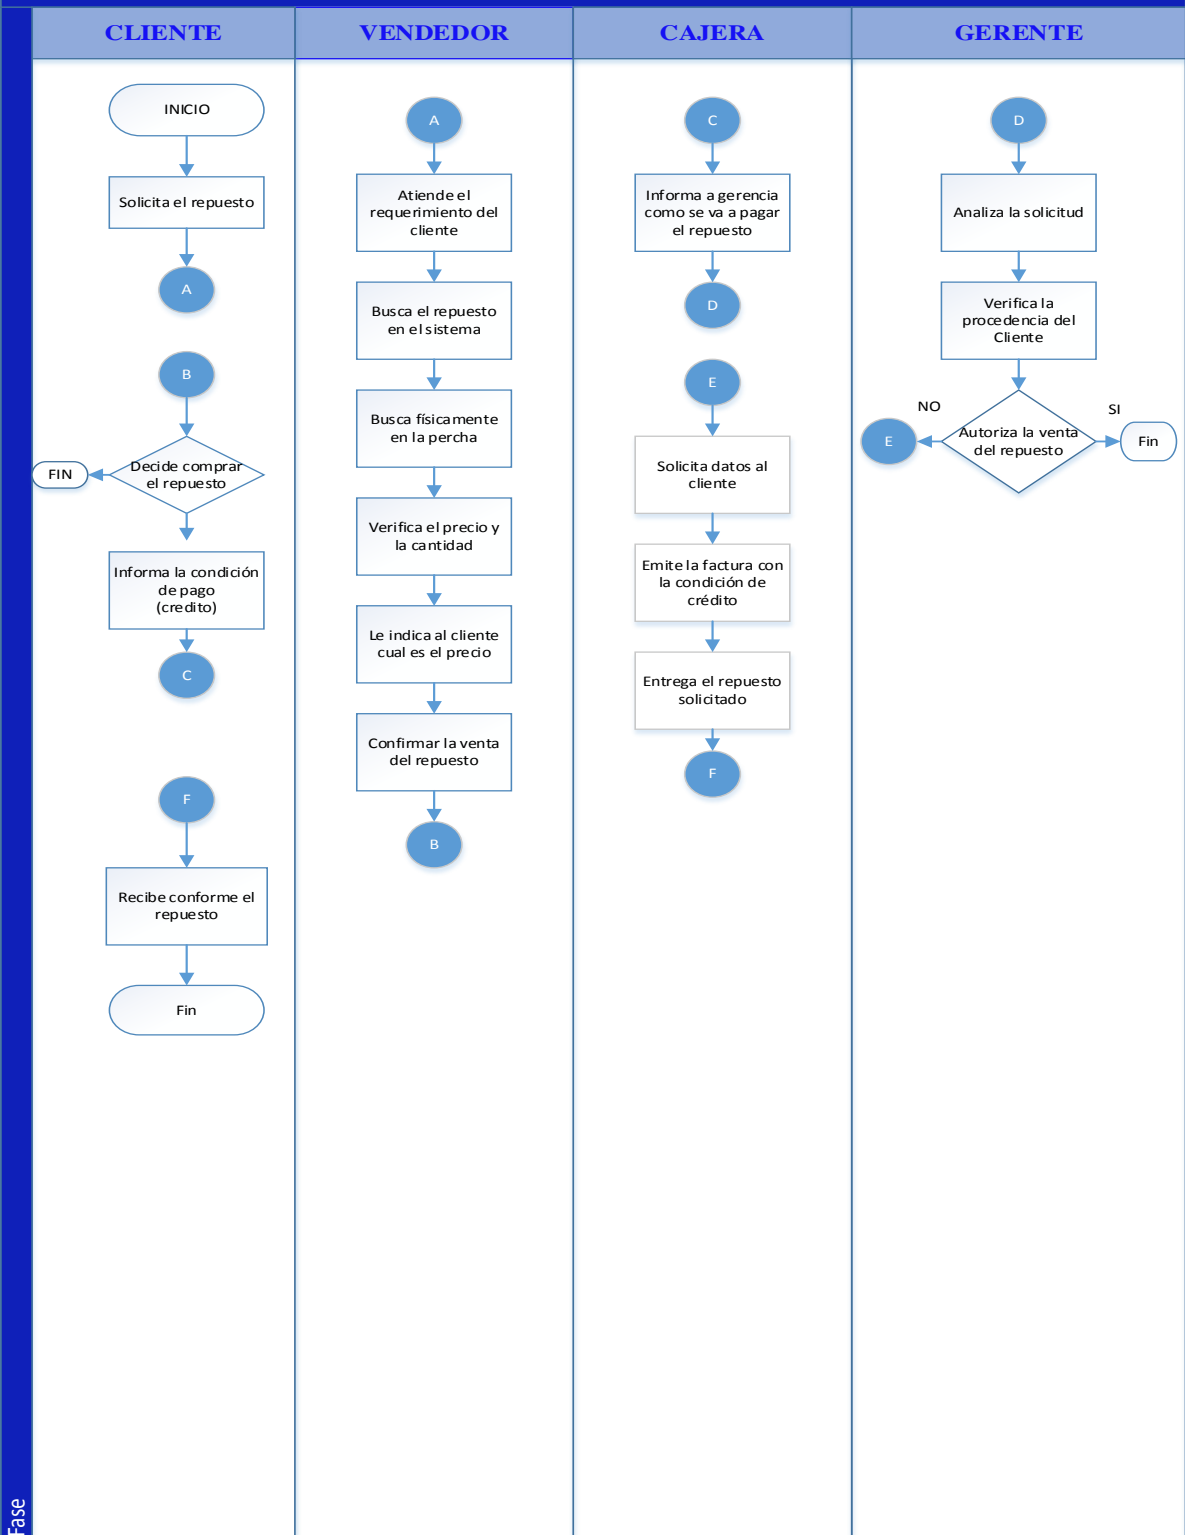 CLIENTE
VENDEDOR
CAJERA
GERENTE
INICIO
Solicita el repuesto
A
B
Decide comprar
el repuesto
FIN
Informa la condición
de pago
(credito)
C
F
Recibe conforme el
repuesto
Fin
A
Atiende el
requerimiento del
cliente
Busca el repuesto
en el sistema
Busca físicamente
en la percha
Verifica el precio y
la cantidad
Le indica al cliente
cual es el precio
Confirmar la venta
del repuesto
B
C
Informa a gerencia
como se va a pagar
el repuesto
D
E
Solicita datos al
cliente
Emite la factura con
la condición de
crédito
Entrega el repuesto
solicitado
F
D
Analiza la solicitud
Verifica la
procedencia del
Cliente
Autoriza la venta
del repuesto
NO
E
SI
Fin
Fase